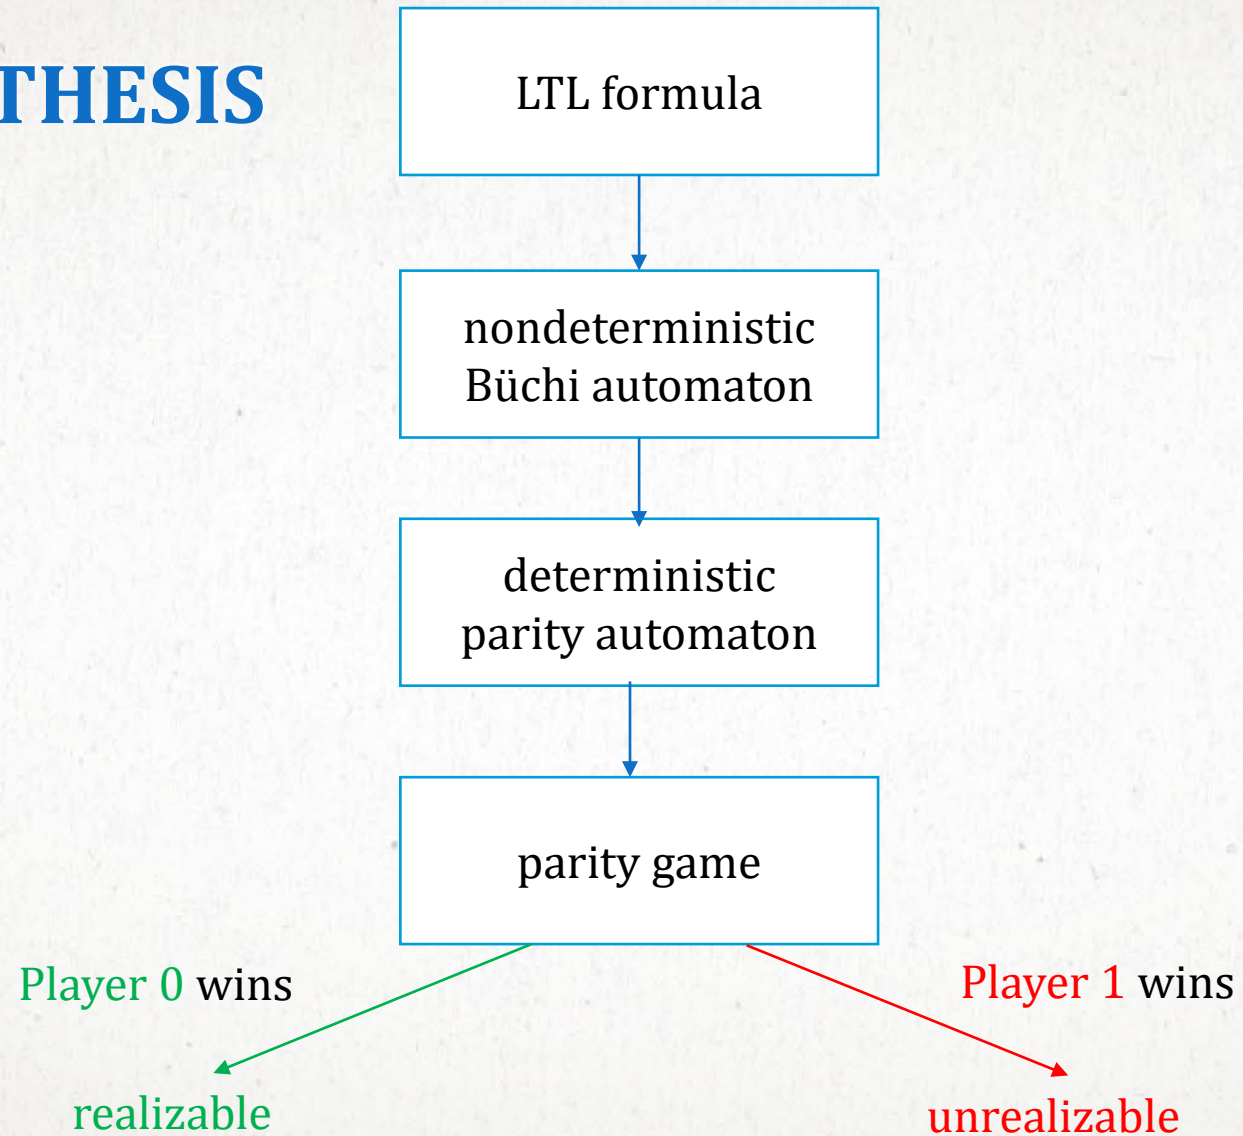 THESIS
LTL formula
nondeterministic
Büchi automaton
deterministic
parity automaton
parity game
Player 0 wins
Player 1 wins
realizable
unrealizable